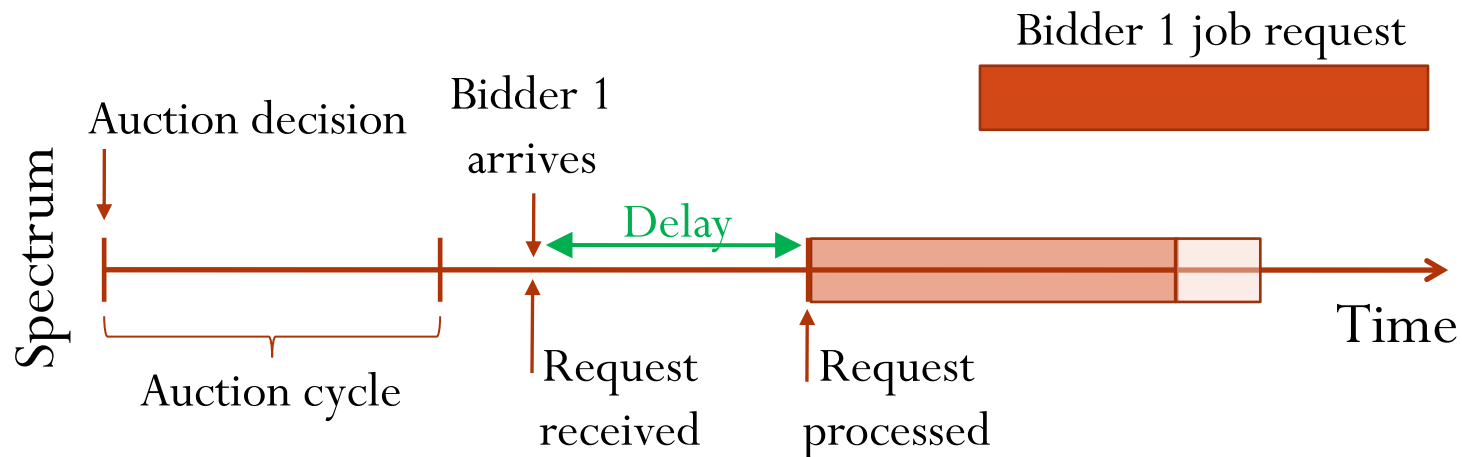 Bidder 1 job request
Auction decision
Bidder 1
arrives
Delay
Spectrum
Time
Auction cycle
Request
received
Request
processed